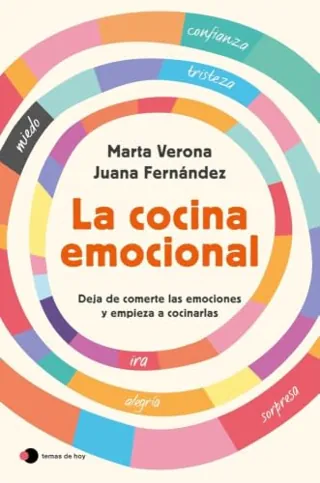 confianza
tristeza
miedo
Marta Verona
Juana Fernández
La cocina
emocional
Deja de comerte las emociones
y empieza a cocinarlas
ira
alegría
sorpresa
temas de hoy